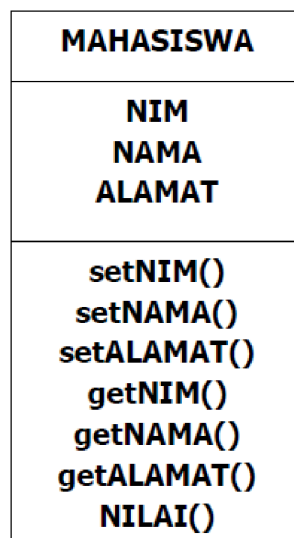 MAHASISWA
NIM
NAMA
ALAMAT
setNIM()
setNAMA()
setALAMAT()
getNIM()
getNAMA()
getALAMAT()
NILAI()